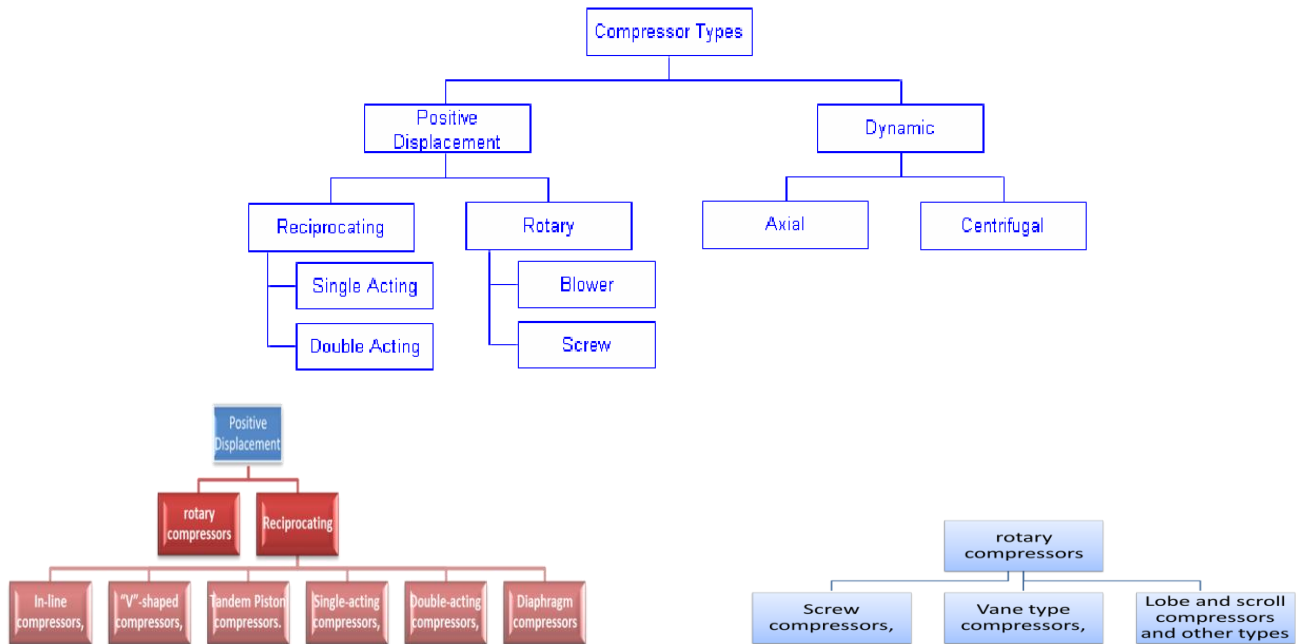 Compressor Types
Positive
Displacement
Dynamic
Reciprocating
Rotary
Axial
Centrifugal
Single Acting
Blower
Double Acting
Screw
Positive
Displacement
rotary
compressors
Reciprocating
In-line
compressors,
"V"-shaped
compressors,
Tandem Piston
compressors.
Single-acting
compressors,
Double-acting
compressors,
Diaphragm
compressors
rotary
compressors
Screw
compressors,
Vane type
compressors,
Lobe and scroll
compressors
and other types